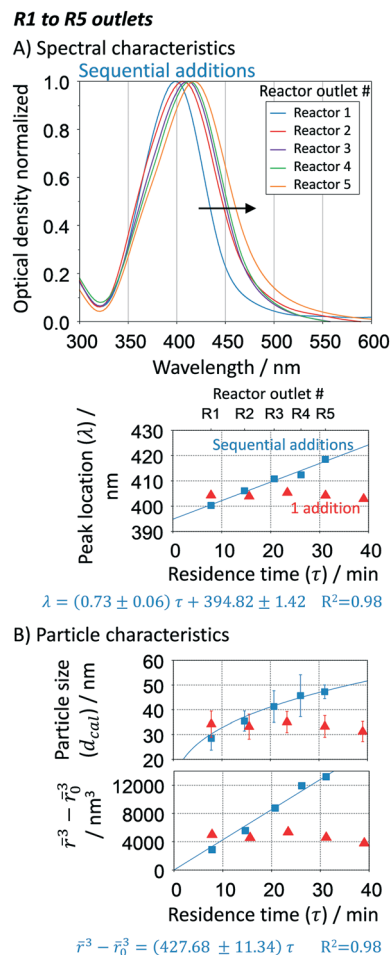 R1 to R5 outlets
A) Spectral characteristics
Sequential additions
Reactor outlet #
Reactor 1
Reactor 2
Reactor 3
Reactor 4
Reactor 5
Optical density normalized
1.0
0.8
0.6
0.4
0.2
0.0
300 350 400 450 500 550 600
Wavelength / nm
Reactor outlet #
R1 R2 R3 R4 R5
Peak location (λ) / nm
430
420
410
400
390
Sequential additions
1 addition
0 10 20 30 40
Residence time (τ) / min
λ = (0.73 ± 0.06) τ + 394.82 ± 1.42 R²=0.98
B) Particle characteristics
Particle size (d_cal) / nm
60
50
40
30
20
r̄³ − r̄₀³ / nm³
12000
8000
4000
0
0 10 20 30 40
Residence time (τ) / min
r̄³ − r̄₀³ = (427.68 ± 11.34) τ R²=0.98